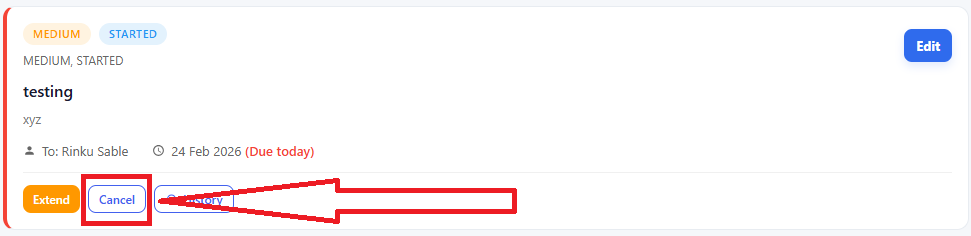 MEDIUM STARTED
Edit
MEDIUM, STARTED
testing
xyz
To: Rinku Sable 24 Feb 2026 (Due today)
Extend Cancel